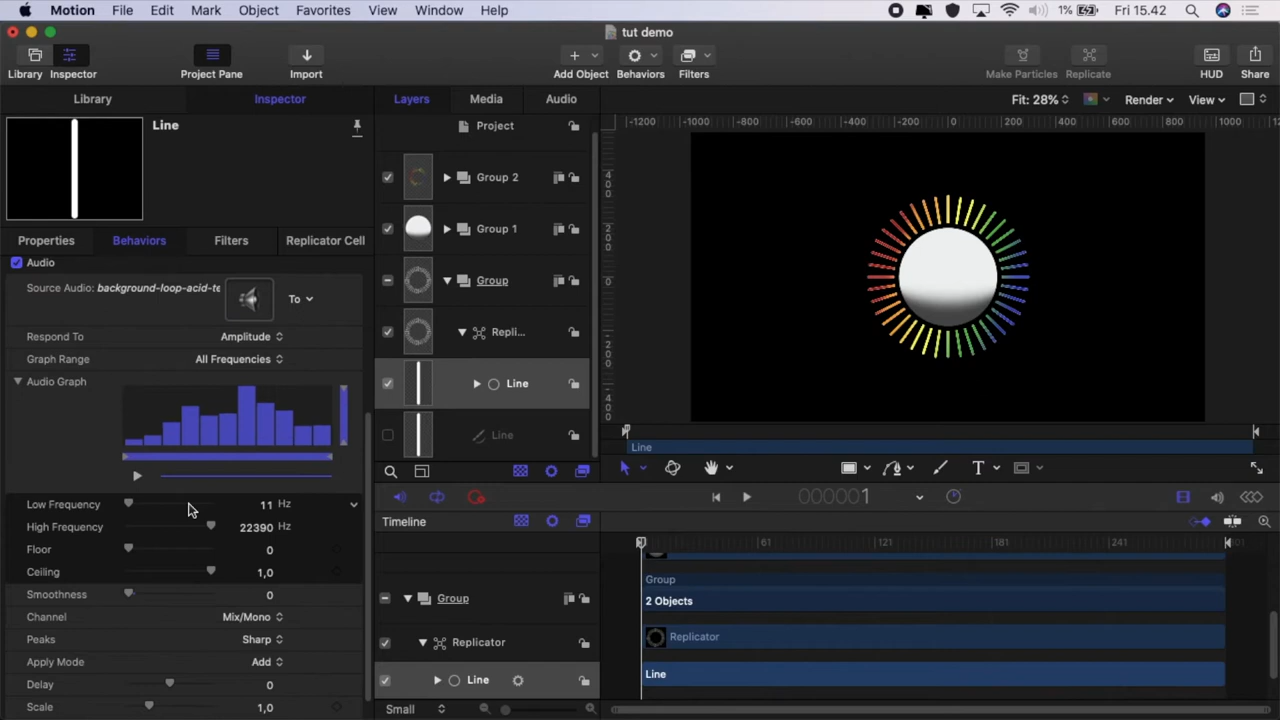 Motion File Edit Mark Object Favorites View Window Help 1% Fri 15.42
tut demo
Library Inspector Project Pane Import Add Object Behaviors Filters Make Particles Replicate HUD Share
Library Inspector Layers Media Audio Fit: 28% Render View
Line
Project
-1200 -1000 -800 -600 -400 -200 0 200 400 600 800 1000
Group 2
Group 1
Properties Behaviors Filters Replicator Cell
Audio
Source Audio: background-loop-acid-te To
Group
Respond To Amplitude
Repli...
Graph Range All Frequencies
Audio Graph
Line
Line
Line
Low Frequency 11 Hz
000001
High Frequency 22390 Hz
Timeline
Floor 0
61 121 181 241 301
Ceiling 1,0
Group
Smoothness 0
Group
2 Objects
Channel Mix/Mono
Peaks Sharp
Replicator
Replicator
Apply Mode Add
Line
Line
Delay 0
Scale 1,0
Small